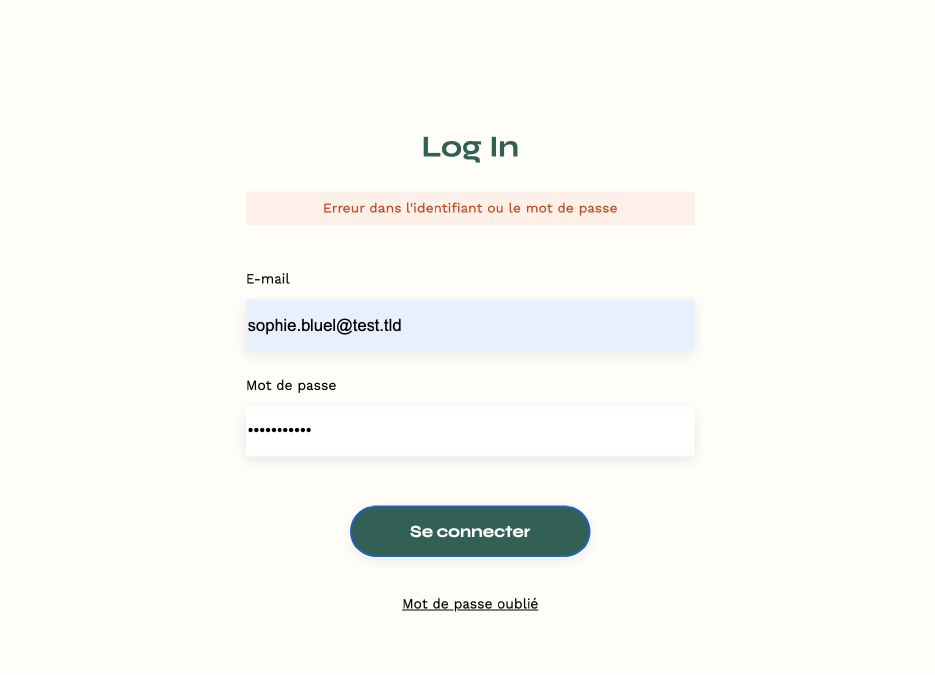 Log In
Erreur dans l'identifiant ou le mot de passe
E-mail
sophie.bluel@test.tld
Mot de passe
•••••••••••
Se connecter
Mot de passe oublié